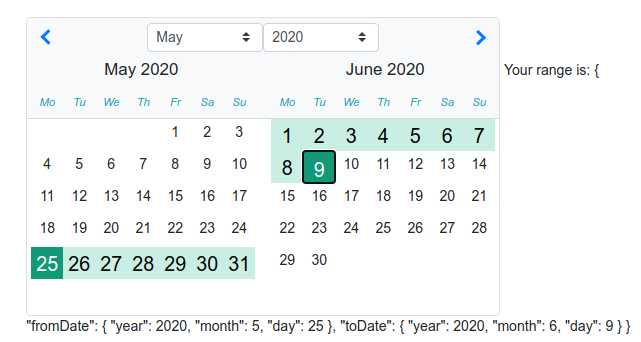 May 2020
May 2020 June 2020 Your range is: {
Mo Tu We Th Fr Sa Su Mo Tu We Th Fr Sa Su
1 2 3 1 2 3 4 5 6 7
4 5 6 7 8 9 10 8 9 10 11 12 13 14
11 12 13 14 15 16 17 15 16 17 18 19 20 21
18 19 20 21 22 23 24 22 23 24 25 26 27 28
25 26 27 28 29 30 31 29 30
"fromDate": { "year": 2020, "month": 5, "day": 25 }, "toDate": { "year": 2020, "month": 6, "day": 9 } }